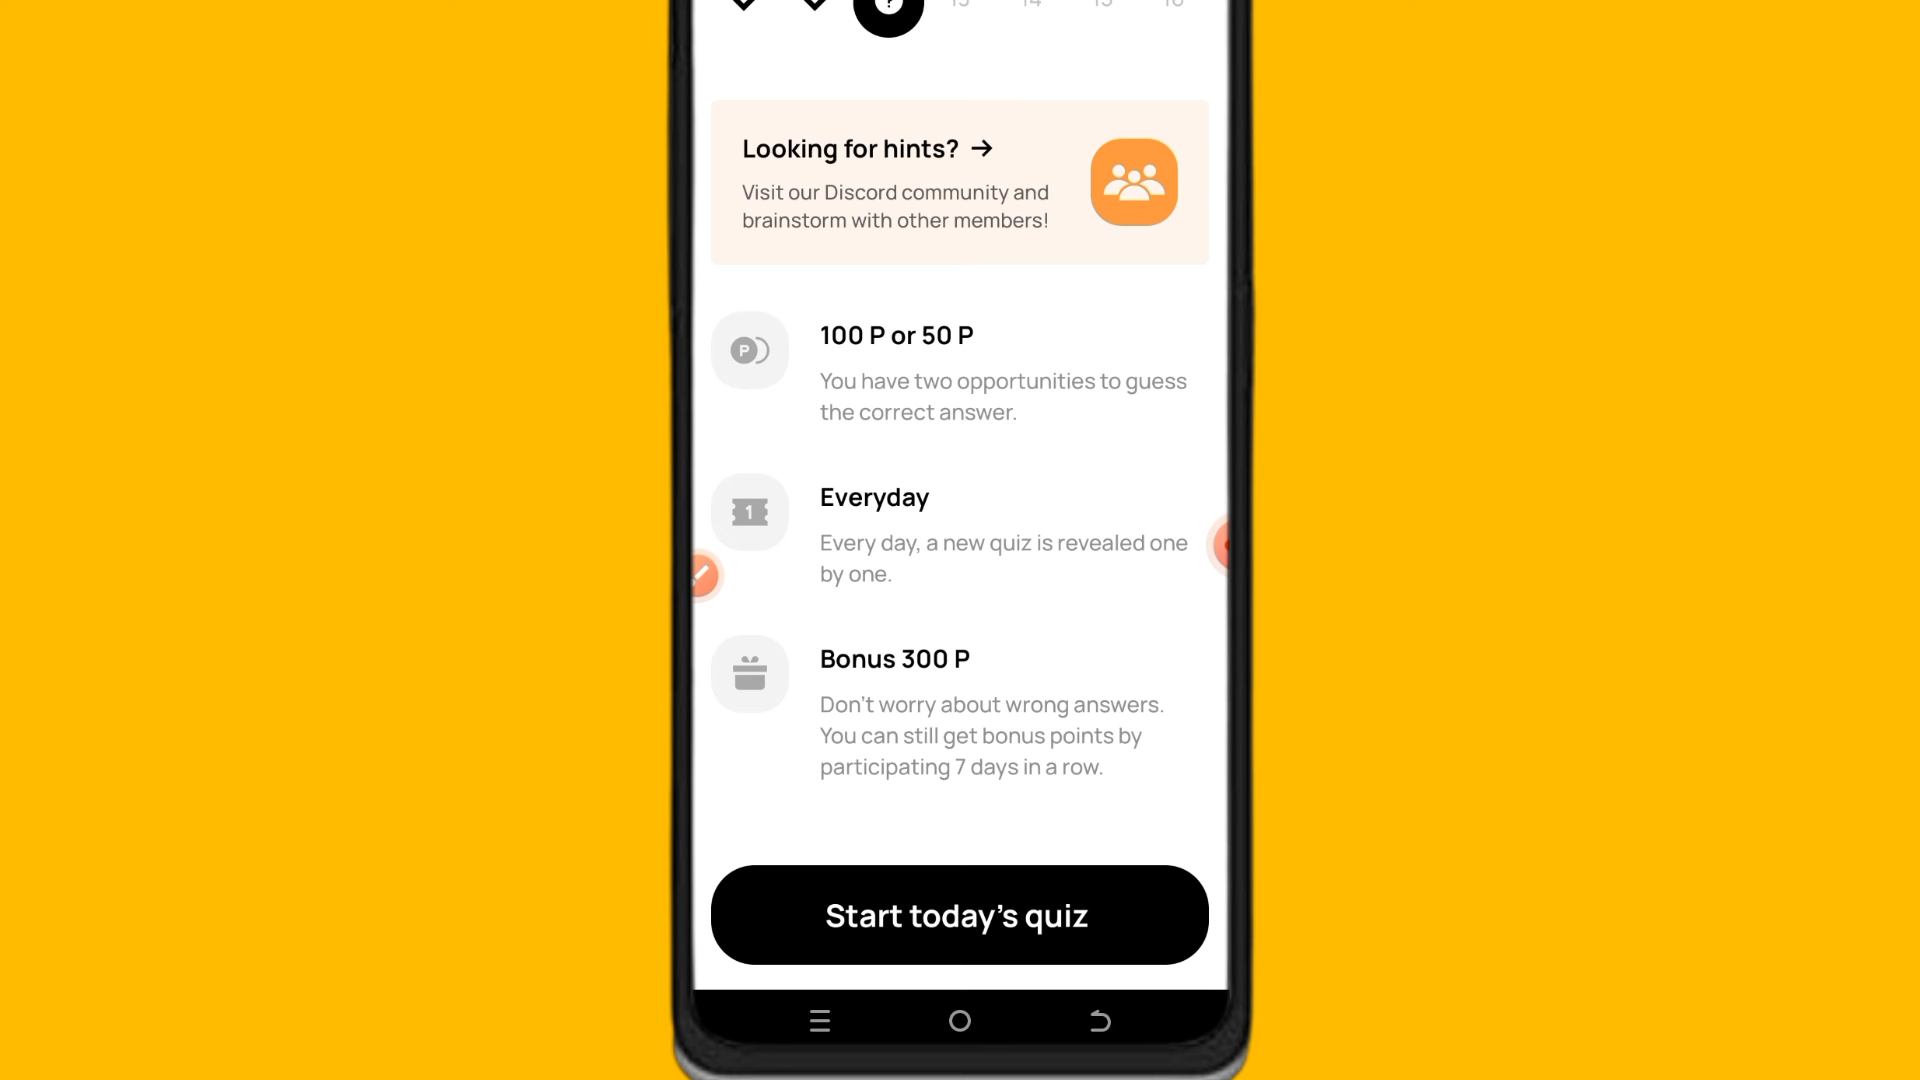 Looking for hints? →
Visit our Discord community and
brainstorm with other members!
P
100 P or 50 P
You have two opportunities to guess
the correct answer.
1
Everyday
Every day, a new quiz is revealed one
by one.
Bonus 300 P
Don't worry about wrong answers.
You can still get bonus points by
participating 7 days in a row.
Start today's quiz